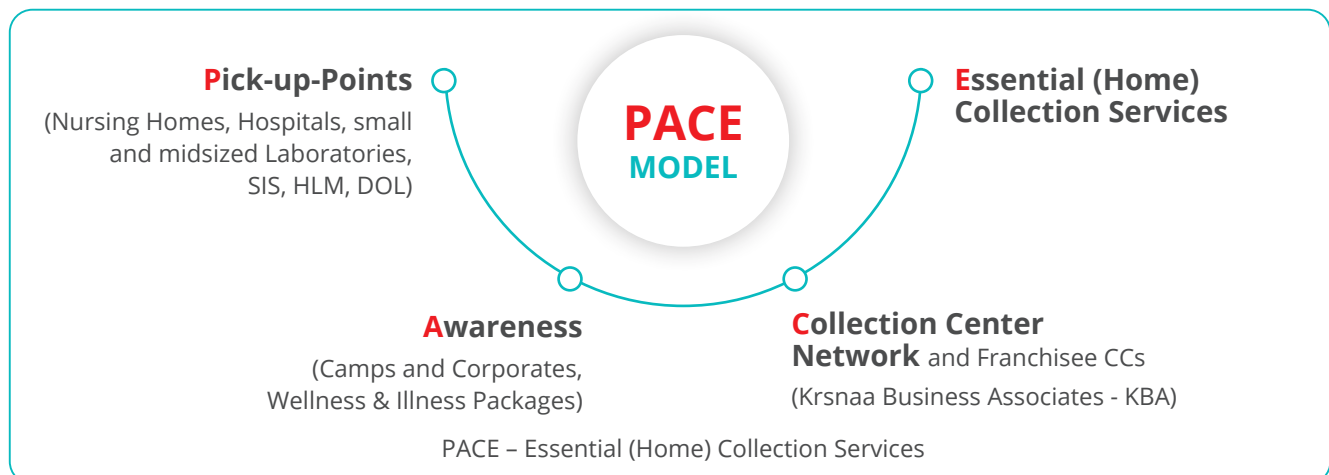 PACE
MODEL
Pick-up-Points
(Nursing Homes, Hospitals, small
and midsized Laboratories,
SIS, HLM, DOL)
Awareness
(Camps and Corporates,
Wellness & Illness Packages)
Collection Center
Network and Franchisee CCs
(Krsnaa Business Associates - KBA)
Essential (Home)
Collection Services
PACE – Essential (Home) Collection Services